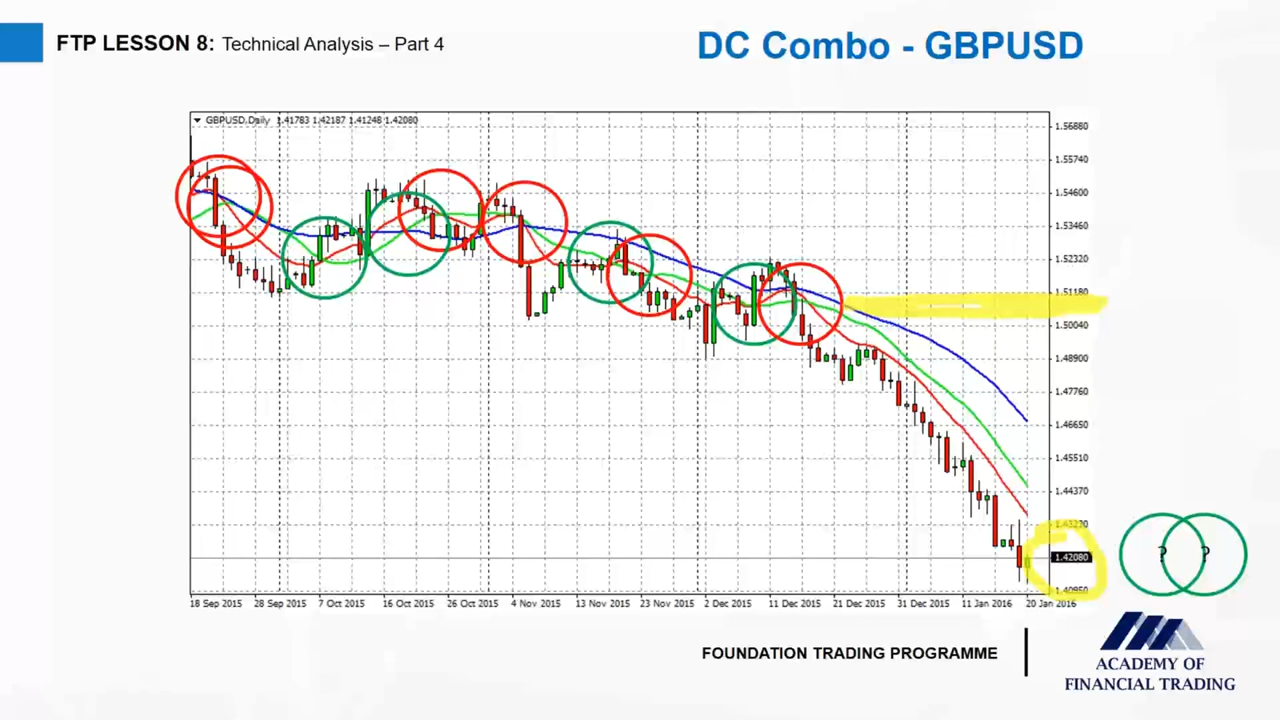 FTP LESSON 8: Technical Analysis – Part 4
DC Combo - GBPUSD
GBPUSD.Daily 1.41783 1.42187 1.41248 1.42080
1.56880
1.55740
1.54600
1.53460
1.52320
1.51180
1.50040
1.48900
1.47760
1.46650
1.45510
1.44370
1.43230
1.42080
1.40950
? ?
18 Sep 2015 28 Sep 2015 7 Oct 2015 16 Oct 2015 26 Oct 2015 4 Nov 2015 13 Nov 2015 23 Nov 2015 2 Dec 2015 11 Dec 2015 21 Dec 2015 31 Dec 2015 11 Jan 2016 20 Jan 2016
FOUNDATION TRADING PROGRAMME
ACADEMY OF
FINANCIAL TRADING